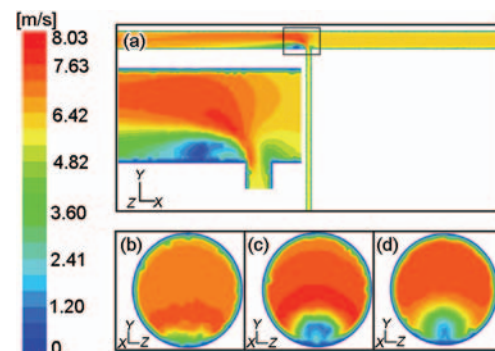 [m/s]
8.03
7.63
6.42
4.82
3.60
2.41
1.20
0
(a)
Y
Z X
(b)
Y
X Z
(c)
Y
X Z
(d)
Y
X Z